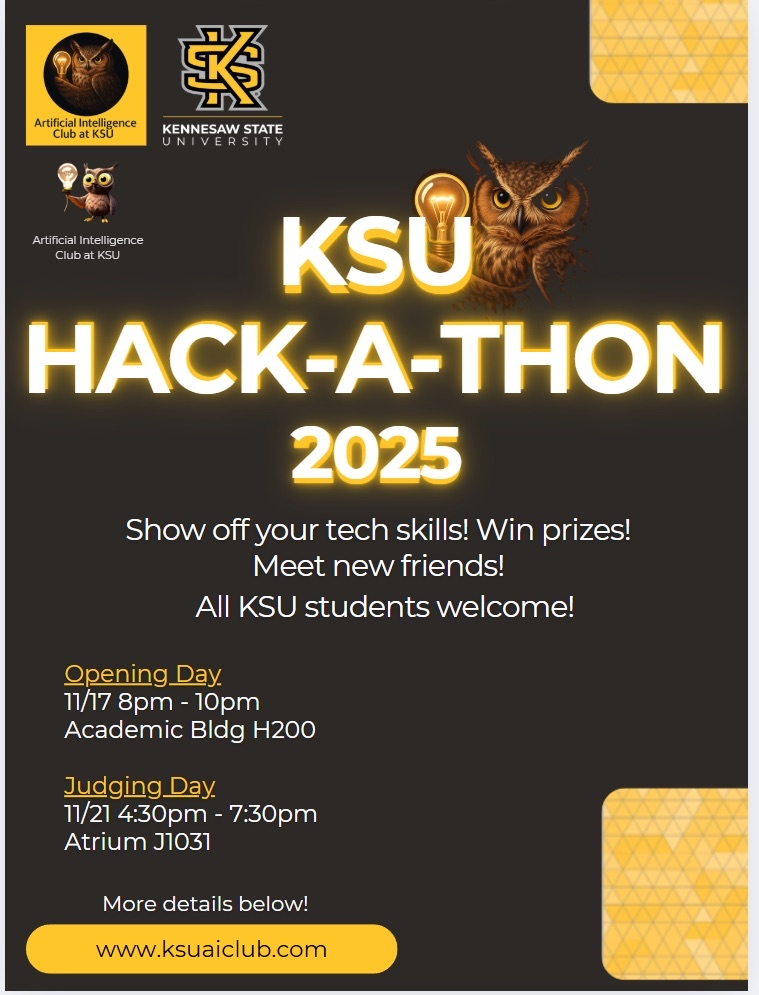 Artificial Intelligence
Club at KSU
KENNESAW STATE
UNIVERSITY
Artificial Intelligence
Club at KSU
KSU
HACK-A-THON
2025
Show off your tech skills! Win prizes!
Meet new friends!
All KSU students welcome!
Opening Day
11/17 8pm - 10pm
Academic Bldg H200
Judging Day
11/21 4:30pm - 7:30pm
Atrium J1031
More details below!
www.ksuaiclub.com